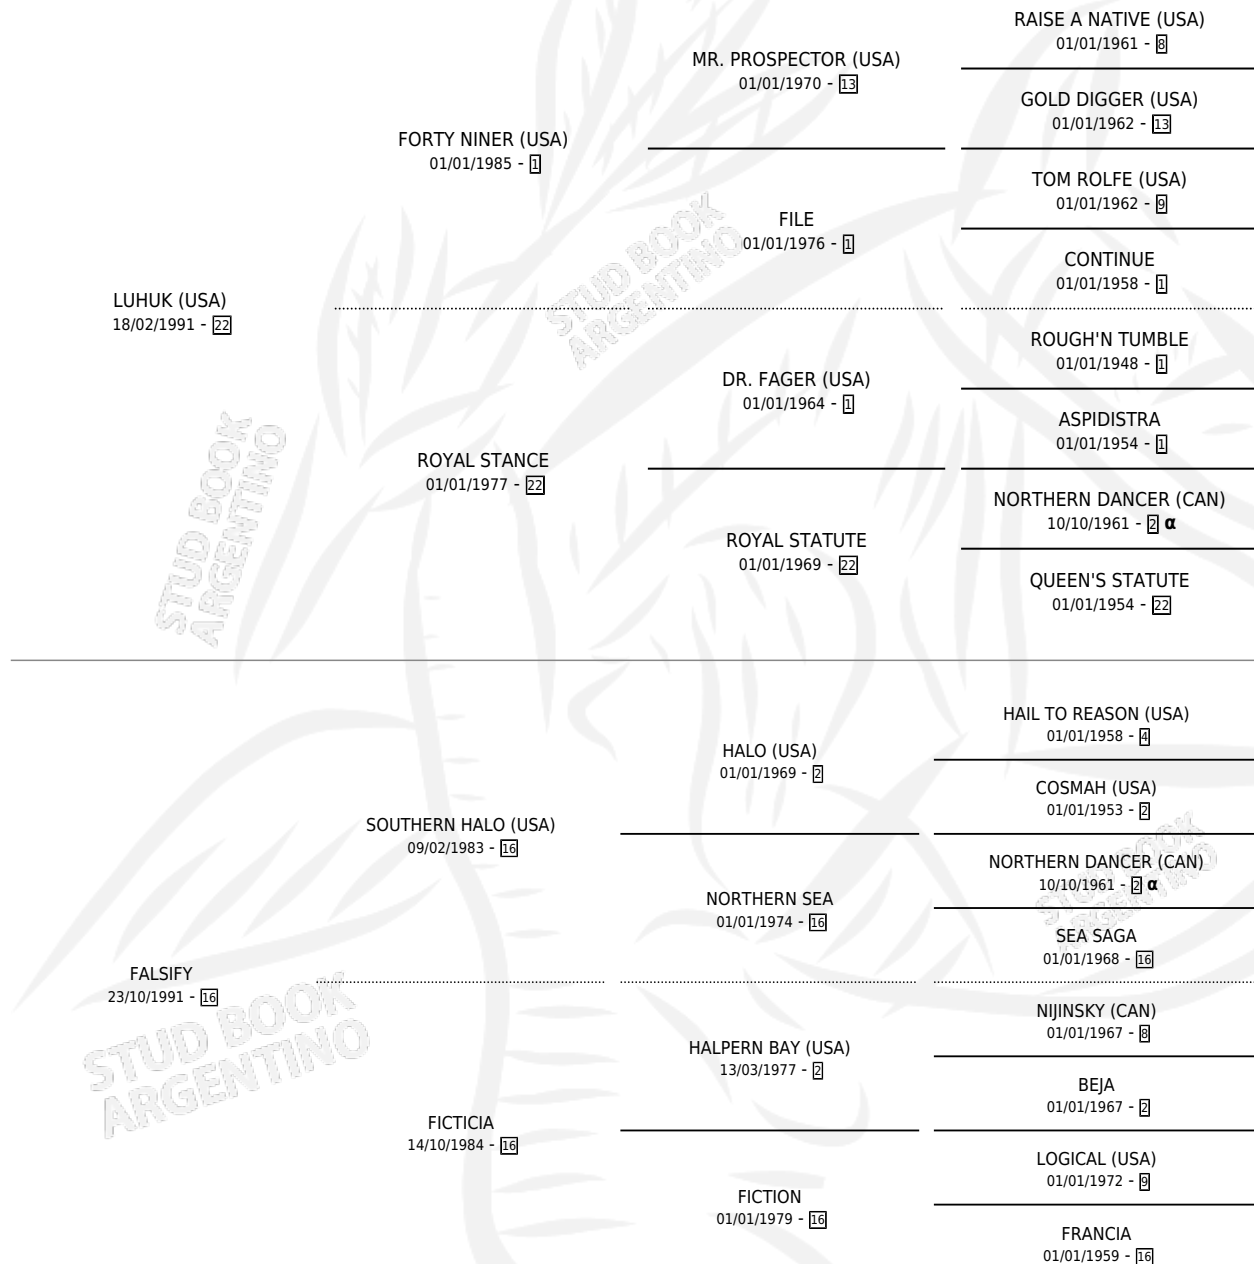 RAISE A NATIVE (USA)
01/01/1961 - 8
MR. PROSPECTOR (USA)
01/01/1970 - 13
GOLD DIGGER (USA)
01/01/1962 - 13
FORTY NINER (USA)
01/01/1985 - 1
TOM ROLFE (USA)
01/01/1962 - 9
FILE
01/01/1976 - 1
CONTINUE
01/01/1958 - 1
LUHUK (USA)
18/02/1991 - 22
ROUGH'N TUMBLE
01/01/1948 - 1
DR. FAGER (USA)
01/01/1964 - 1
ASPIDISTRA
01/01/1954 - 1
ROYAL STANCE
01/01/1977 - 22
NORTHERN DANCER (CAN)
10/10/1961 - 2 α
ROYAL STATUTE
01/01/1969 - 22
QUEEN'S STATUTE
01/01/1954 - 22
HAIL TO REASON (USA)
01/01/1958 - 4
HALO (USA)
01/01/1969 - 2
COSMAH (USA)
01/01/1953 - 2
SOUTHERN HALO (USA)
09/02/1983 - 16
NORTHERN DANCER (CAN)
10/10/1961 - 2 α
NORTHERN SEA
01/01/1974 - 16
SEA SAGA
01/01/1968 - 16
FALSIFY
23/10/1991 - 16
NIJINSKY (CAN)
01/01/1967 - 8
HALPERN BAY (USA)
13/03/1977 - 2
BEJA
01/01/1967 - 2
FICTICIA
14/10/1984 - 16
LOGICAL (USA)
01/01/1972 - 9
FICTION
01/01/1979 - 16
FRANCIA
01/01/1959 - 16
STUD BOOK
ARGENTINO
STUD BOOK
ARGENTINO
STUD BOOK
ARGENTINO
STUD BOOK
ARGENTINO